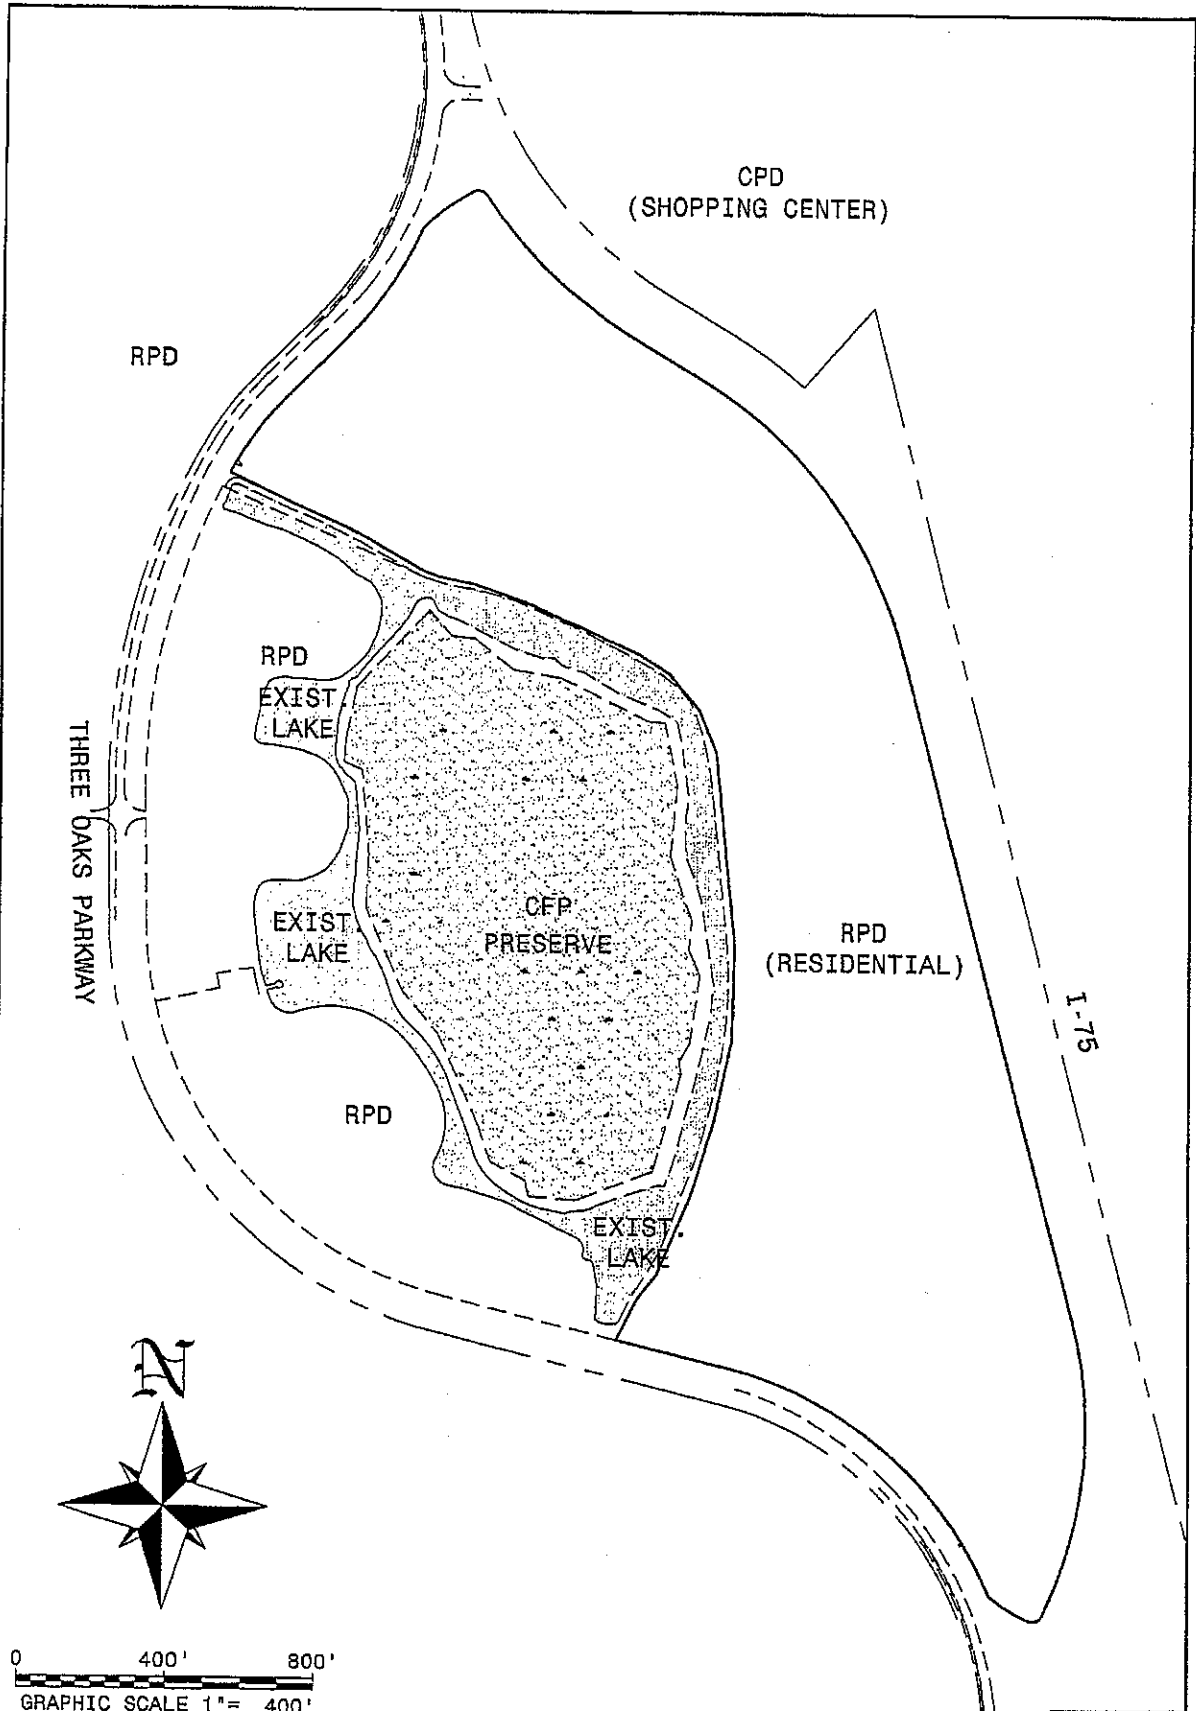 CPD
(SHOPPING CENTER)
RPD
RPD
EXIST.
LAKE
THREE OAKS PARKWAY
EXIST.
LAKE
CFP
PRESERVE
RPD
(RESIDENTIAL)
I-75
RPD
EXIST.
LAKE
N
0 400' 800'
GRAPHIC SCALE 1"= 400'